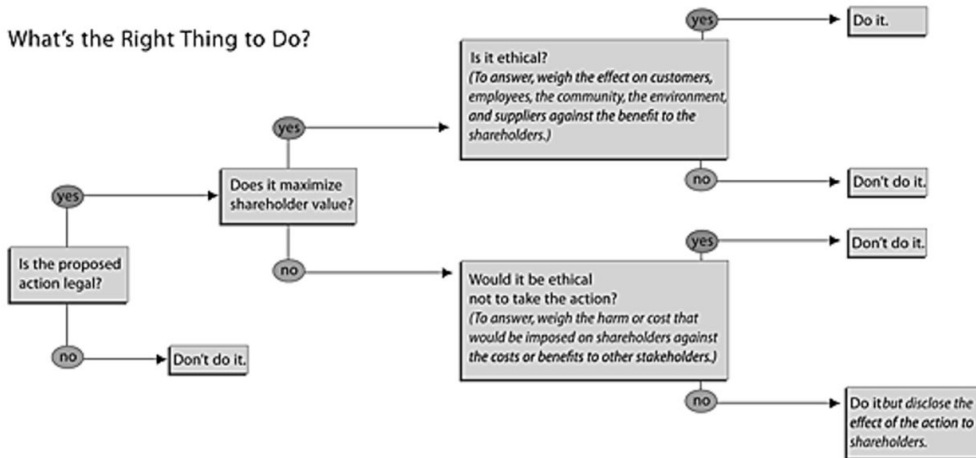 What's the Right Thing to Do?
Is the proposed
action legal?
yes
no
Don't do it.
Does it maximize
shareholder value?
yes
no
Is it ethical?
(To answer, weigh the effect on customers,
employees, the community, the environment,
and suppliers against the benefit to the
shareholders.)
yes
Do it.
no
Don't do it.
Would it be ethical
not to take the action?
(To answer, weigh the harm or cost that
would be imposed on shareholders against
the costs or benefits to other stakeholders.)
yes
Don't do it.
no
Do it but disclose the
effect of the action to
shareholders.